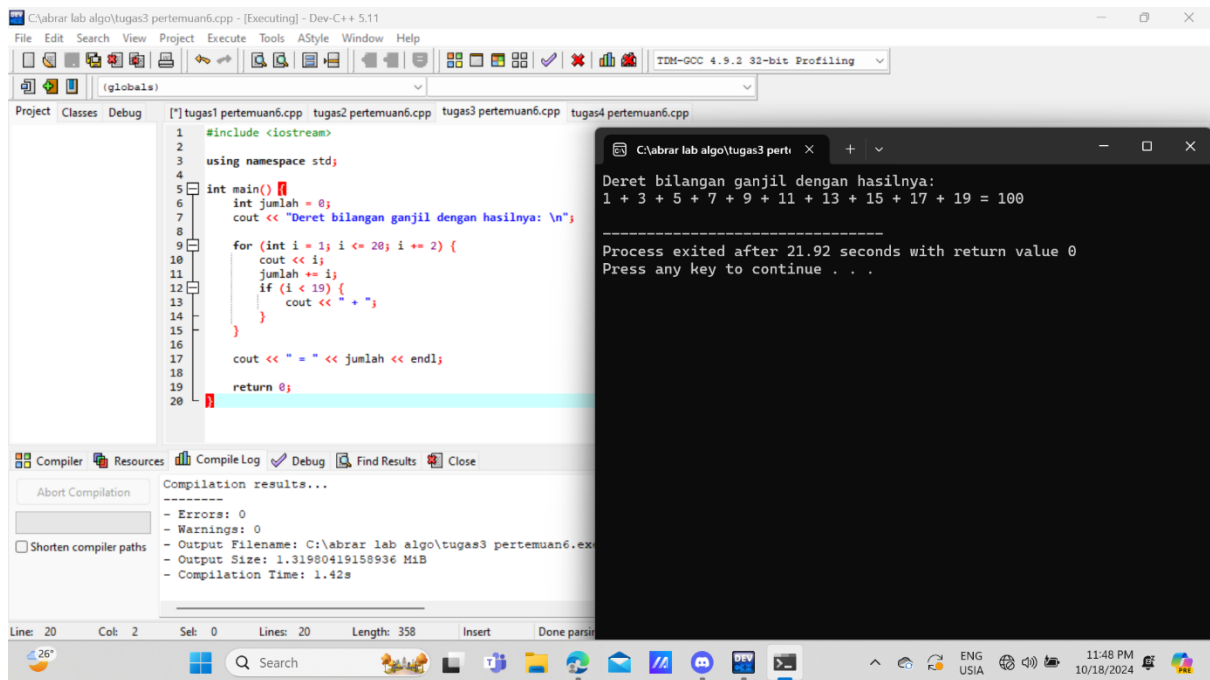 C:\abrar lab algo\tugas3 pertemuan6.cpp - [Executing] - Dev-C++ 5.11
File Edit Search View Project Execute Tools AStyle Window Help
TDM-GCC 4.9.2 32-bit Profiling
(globals)
Project Classes Debug
[*] tugas1 pertemuan6.cpp tugas2 pertemuan6.cpp tugas3 pertemuan6.cpp tugas4 pertemuan6.cpp
1 #include <iostream>
2
3 using namespace std;
4
5 int main() {
6 int jumlah = 0;
7 cout << "Deret bilangan ganjil dengan hasilnya: \n";
8
9 for (int i = 1; i <= 20; i += 2) {
10 cout << i;
11 jumlah += i;
12 if (i < 19) {
13 cout << " + ";
14 }
15 }
16
17 cout << " = " << jumlah << endl;
18
19 return 0;
20 }
C:\abrar lab algo\tugas3 perte
Deret bilangan ganjil dengan hasilnya:
1 + 3 + 5 + 7 + 9 + 11 + 13 + 15 + 17 + 19 = 100
--------------------------------
Process exited after 21.92 seconds with return value 0
Press any key to continue . . .
Compiler Resources Compile Log Debug Find Results Close
Abort Compilation
Shorten compiler paths
Compilation results...
--------
- Errors: 0
- Warnings: 0
- Output Filename: C:\abrar lab algo\tugas3 pertemuan6.exe
- Output Size: 1.31980419158936 MiB
- Compilation Time: 1.42s
Line: 20 Col: 2 Sel: 0 Lines: 20 Length: 358 Insert Done parsin
26°
Search
DEV
ENG
USIA
11:48 PM
10/18/2024
PRE